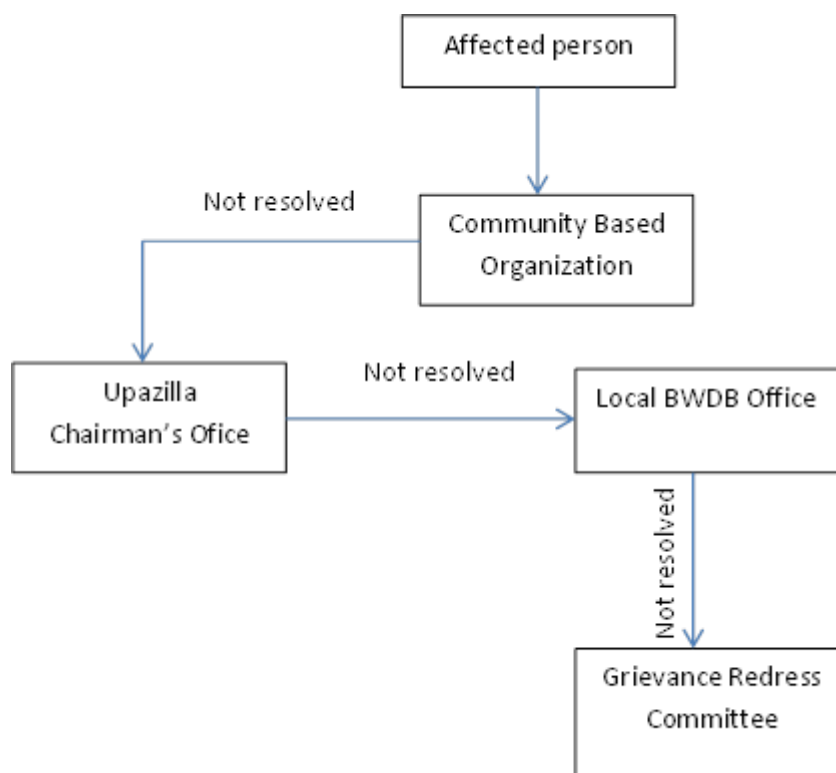 Affected person
Not resolved
Community Based
Organization
Upazilla
Chairman's Ofice
Not resolved
Local BWDB Office
Not resolved
Grievance Redress
Committee